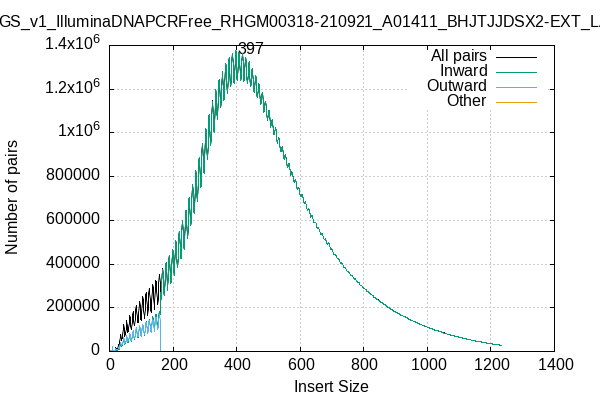 GS_v1_IlluminaDNAPCRFree_RHGM00318-210921_A01411_BHJTJJDSX2-EXT_L
397
All pairs
Inward
Outward
Other
Number of pairs
1.4x10^6
1.2x10^6
1x10^6
800000
600000
400000
200000
0
0 200 400 600 800 1000 1200 1400
Insert Size